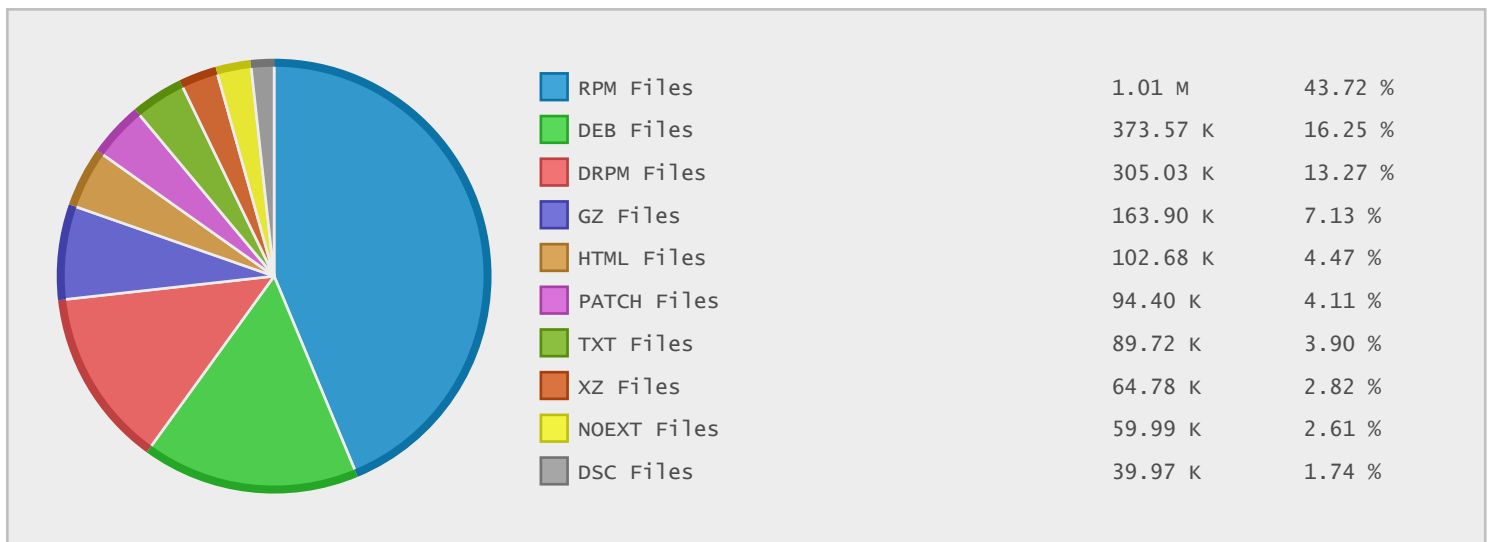 RPM Files 1.01 M 43.72 %
DEB Files 373.57 K 16.25 %
DRPM Files 305.03 K 13.27 %
GZ Files 163.90 K 7.13 %
HTML Files 102.68 K 4.47 %
PATCH Files 94.40 K 4.11 %
TXT Files 89.72 K 3.90 %
XZ Files 64.78 K 2.82 %
NOEXT Files 59.99 K 2.61 %
DSC Files 39.97 K 1.74 %